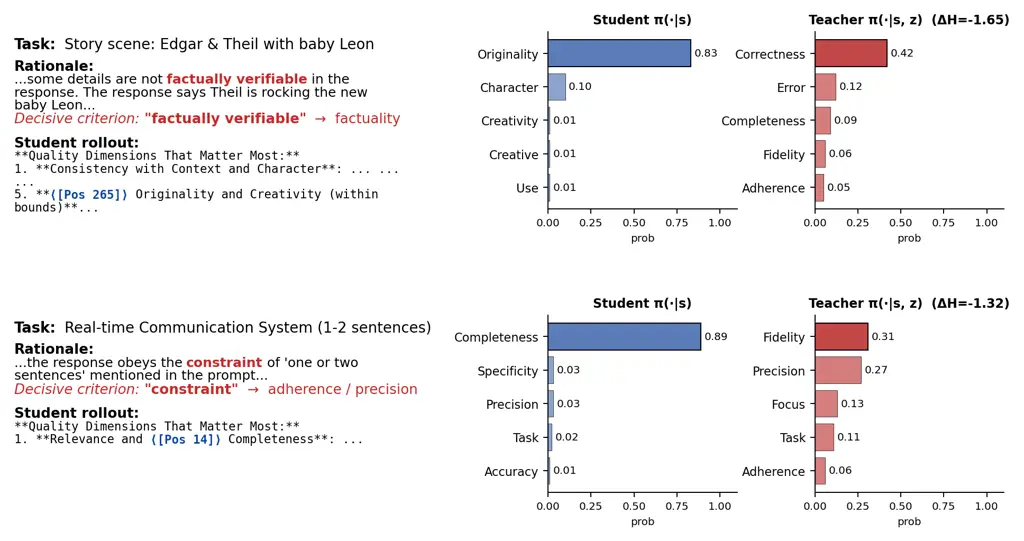 Task: Story scene: Edgar & Theil with baby Leon
Rationale:
...some details are not factually verifiable in the
response. The response says Theil is rocking the new
baby Leon...
Decisive criterion: "factually verifiable" → factuality
Student rollout:
**Quality Dimensions That Matter Most:**
1. **Consistency with Context and Character**: ... ...
...
5. **⟨[Pos 265]⟩ Originality and Creativity (within
bounds)**...
Student π(·|s)
Originality 0.83
Character 0.10
Creativity 0.01
Creative 0.01
Use 0.01
0.00 0.25 0.50 0.75 1.00
prob
Teacher π(·|s, z) (ΔH=-1.65)
Correctness 0.42
Error 0.12
Completeness 0.09
Fidelity 0.06
Adherence 0.05
0.00 0.25 0.50 0.75 1.00
prob
Task: Real-time Communication System (1-2 sentences)
Rationale:
...the response obeys the constraint of 'one or two
sentences' mentioned in the prompt...
Decisive criterion: "constraint" → adherence / precision
Student rollout:
**Quality Dimensions That Matter Most:**
1. **Relevance and ⟨[Pos 14]⟩ Completeness**: ...
Student π(·|s)
Completeness 0.89
Specificity 0.03
Precision 0.03
Task 0.02
Accuracy 0.01
0.00 0.25 0.50 0.75 1.00
prob
Teacher π(·|s, z) (ΔH=-1.32)
Fidelity 0.31
Precision 0.27
Focus 0.13
Task 0.11
Adherence 0.06
0.00 0.25 0.50 0.75 1.00
prob